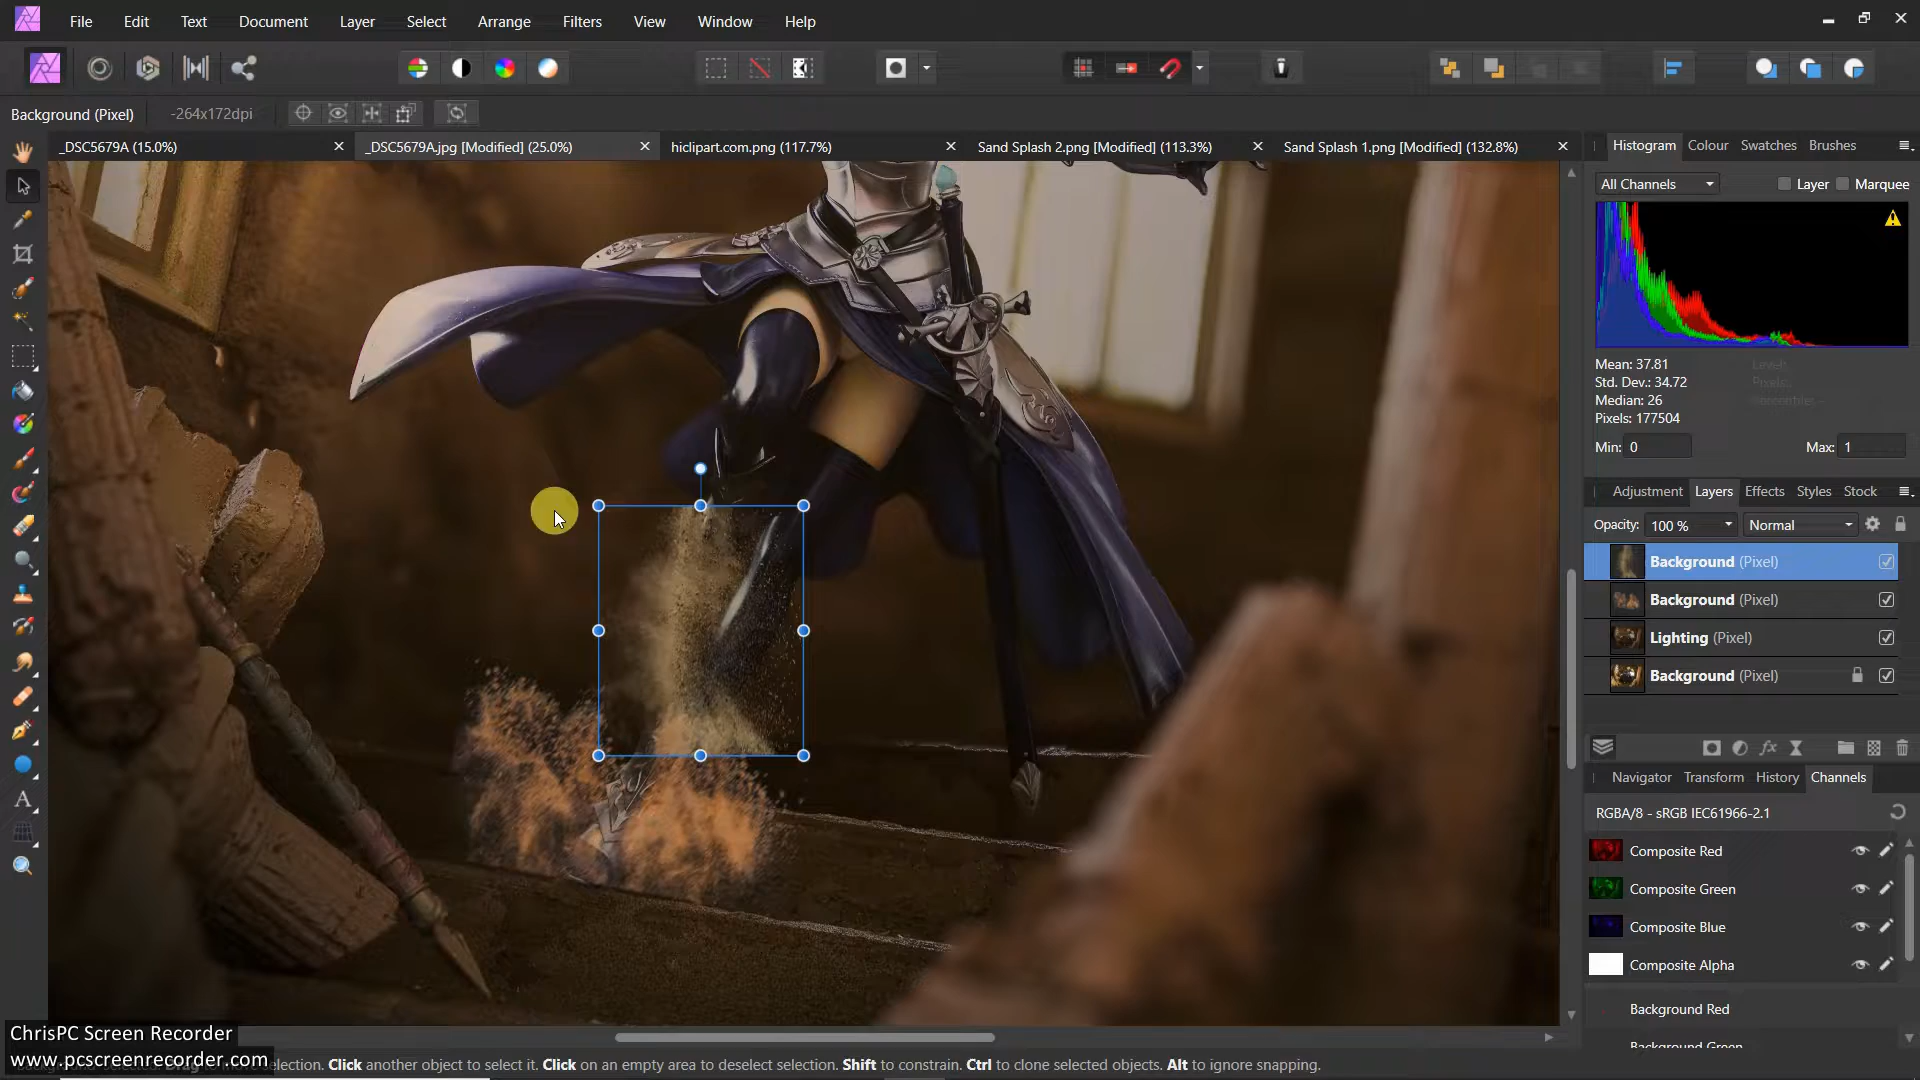 File Edit Text Document Layer Select Arrange Filters View Window Help
Background (Pixel) -264x172dpi
_DSC5679A (15.0%) _DSC5679A.jpg [Modified] (25.0%) hiclipart.com.png (117.7%) Sand Splash 2.png [Modified] (113.3%) Sand Splash 1.png [Modified] (132.8%)
Histogram Colour Swatches Brushes
All Channels Layer Marquee
Mean: 37.81 Level:
Std. Dev.: 34.72 Pixels:
Median: 26
Pixels: 177504
Min: 0 Max: 1
Adjustment Layers Effects Styles Stock
Opacity: 100 % Normal
Background (Pixel)
Background (Pixel)
Lighting (Pixel)
Background (Pixel)
fx
Navigator Transform History Channels
RGBA/8 - sRGB IEC61966-2.1
Composite Red
Composite Green
Composite Blue
Composite Alpha
Background Red
Background Green
A
ChrisPC Screen Recorder
www.pcscreenrecorder.com
Click another object to select it. Click on an empty area to deselect selection. Shift to constrain. Ctrl to clone selected objects. Alt to ignore snapping.